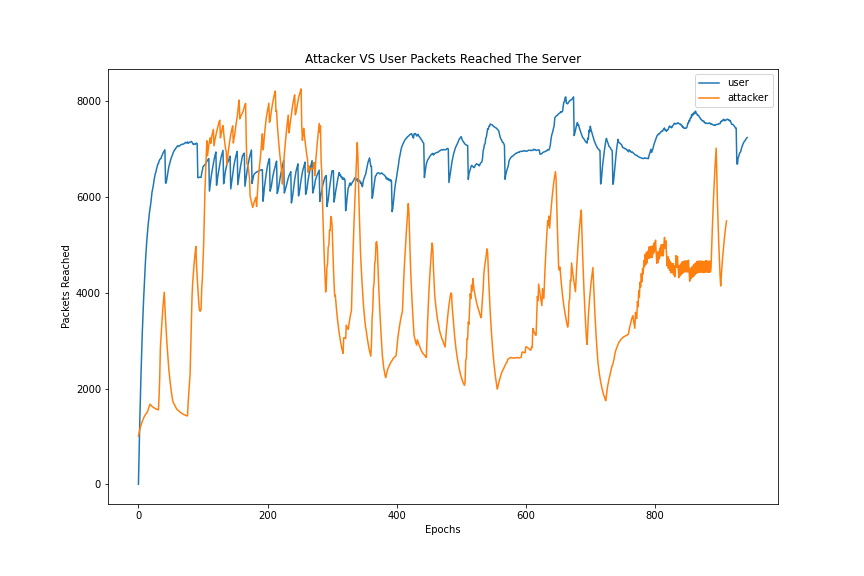 Attacker VS User Packets Reached The Server
user
attacker
8000
6000
4000
2000
0
Packets Reached
0 200 400 600 800
Epochs